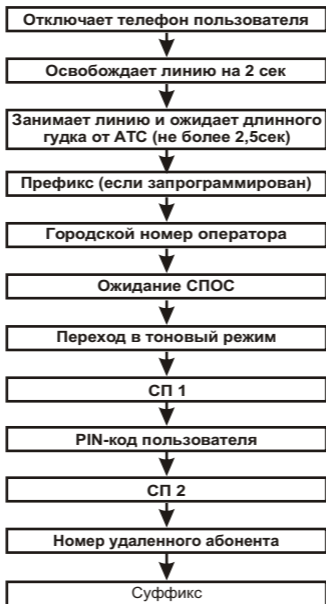 Отключает телефон пользователя
Освобождает линию на 2 сек
Занимает линию и ожидает длинного
гудка от АТС (не более 2,5сек)
Префикс (если запрограммирован)
Городской номер оператора
Ожидание СПОС
Переход в тоновый режим
СП 1
PIN-код пользователя
СП 2
Номер удаленного абонента
Суффикс